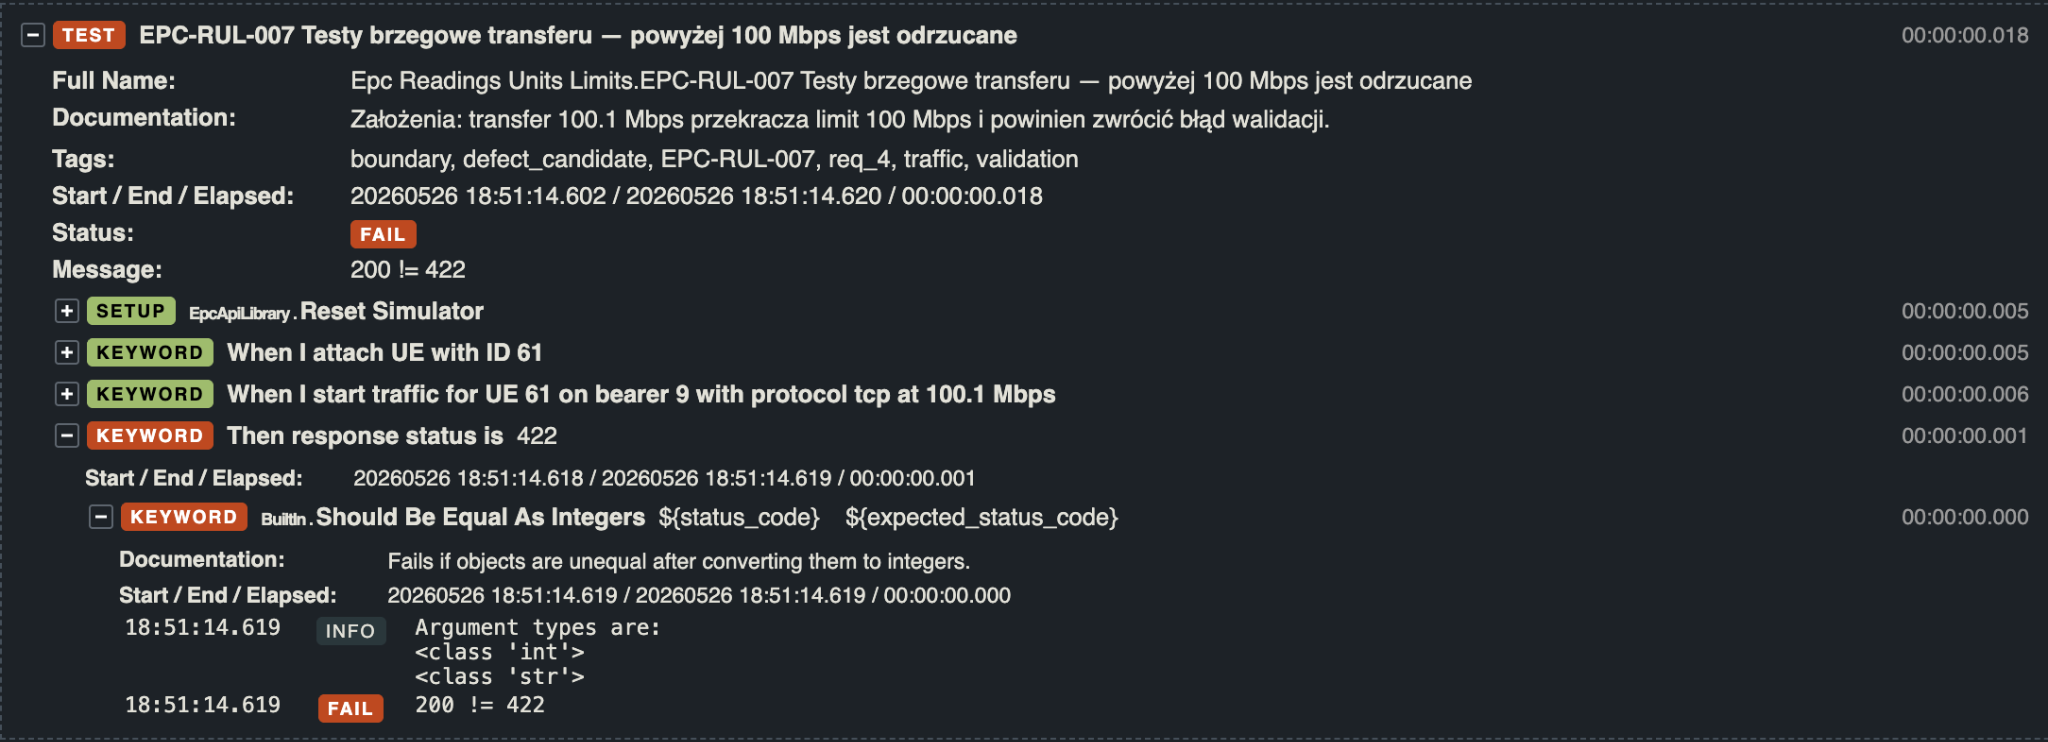 TEST EPC-RUL-007 Testy brzegowe transferu — powyżej 100 Mbps jest odrzucane 00:00:00.018
Full Name: Epc Readings Units Limits.EPC-RUL-007 Testy brzegowe transferu — powyżej 100 Mbps jest odrzucane
Documentation: Założenia: transfer 100.1 Mbps przekracza limit 100 Mbps i powinien zwrócić błąd walidacji.
Tags: boundary, defect_candidate, EPC-RUL-007, req_4, traffic, validation
Start / End / Elapsed: 20260526 18:51:14.602 / 20260526 18:51:14.620 / 00:00:00.018
Status: FAIL
Message: 200 != 422
+ SETUP EpcApiLibrary.Reset Simulator 00:00:00.005
+ KEYWORD When I attach UE with ID 61 00:00:00.005
+ KEYWORD When I start traffic for UE 61 on bearer 9 with protocol tcp at 100.1 Mbps 00:00:00.006
− KEYWORD Then response status is 422 00:00:00.001
Start / End / Elapsed: 20260526 18:51:14.618 / 20260526 18:51:14.619 / 00:00:00.001
− KEYWORD BuiltIn.Should Be Equal As Integers ${status_code} ${expected_status_code} 00:00:00.000
Documentation: Fails if objects are unequal after converting them to integers.
Start / End / Elapsed: 20260526 18:51:14.619 / 20260526 18:51:14.619 / 00:00:00.000
18:51:14.619 INFO Argument types are:
<class 'int'>
<class 'str'>
18:51:14.619 FAIL 200 != 422